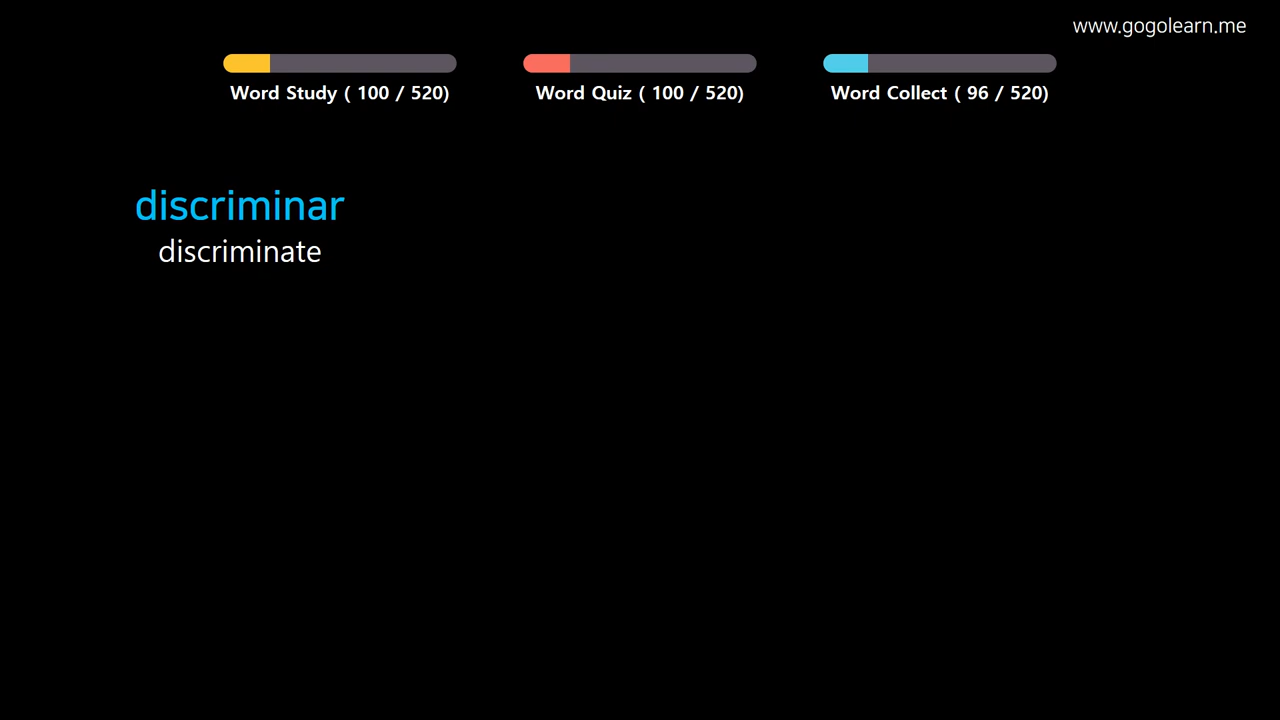 www.gogolearn.me
Word Study ( 100 / 520)
Word Quiz ( 100 / 520)
Word Collect ( 96 / 520)
discriminar
discriminate